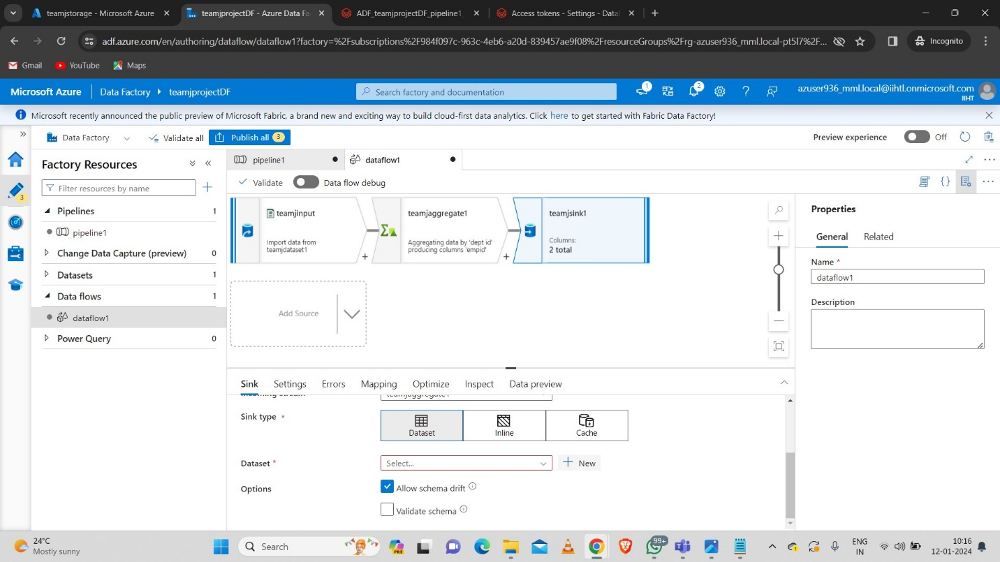 teamjstorage - Microsoft Azure
teamjprojectDF - Azure Data Fa
ADF_teamjprojectDF_pipeline1_
Access tokens - Settings - Data
adf.azure.com/en/authoring/dataflow/dataflow1?factory=%2Fsubscriptions%2F984f097c-963c-4eb6-a20d-839457ae9f08%2FresourceGroups%2Frg-azuser936_mml.local-pt5l7%2F...
Incognito
Gmail
YouTube
Maps
Microsoft Azure
Data Factory
teamjprojectDF
Search factory and documentation
1
2
azuser936_mml.local@iihtl.onmicrosoft.com
IIHT
Microsoft recently announced the public preview of Microsoft Fabric, a brand new and exciting way to build cloud-first data analytics. Click here to get started with Fabric Data Factory!
Data Factory
Validate all
Publish all 3
Preview experience
Off
3
Factory Resources
Filter resources by name
Pipelines 1
pipeline1
Change Data Capture (preview) 0
Datasets 1
Data flows 1
dataflow1
Power Query 0
pipeline1
dataflow1
Validate
Data flow debug
teamjinput
Import data from
teamjdataset1
teamjaggregate1
Aggregating data by 'dept id'
producing columns 'empid'
teamjsink1
Columns:
2 total
Add Source
Properties
General
Related
Name *
dataflow1
Description
Sink
Settings
Errors
Mapping
Optimize
Inspect
Data preview
Incoming stream
teamjaggregate1
Sink type *
Dataset
Inline
Cache
Dataset *
Select...
New
Options
Allow schema drift
Validate schema
24°C
Mostly sunny
Search
PRE
99+
ENG
IN
10:16
12-01-2024